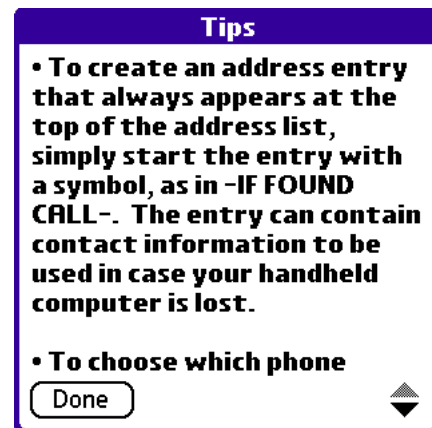 Tips
• To create an address entry
that always appears at the
top of the address list,
simply start the entry with
a symbol, as in -IF FOUND
CALL-.  The entry can contain
contact information to be
used in case your handheld
computer is lost.
• To choose which phone
Done